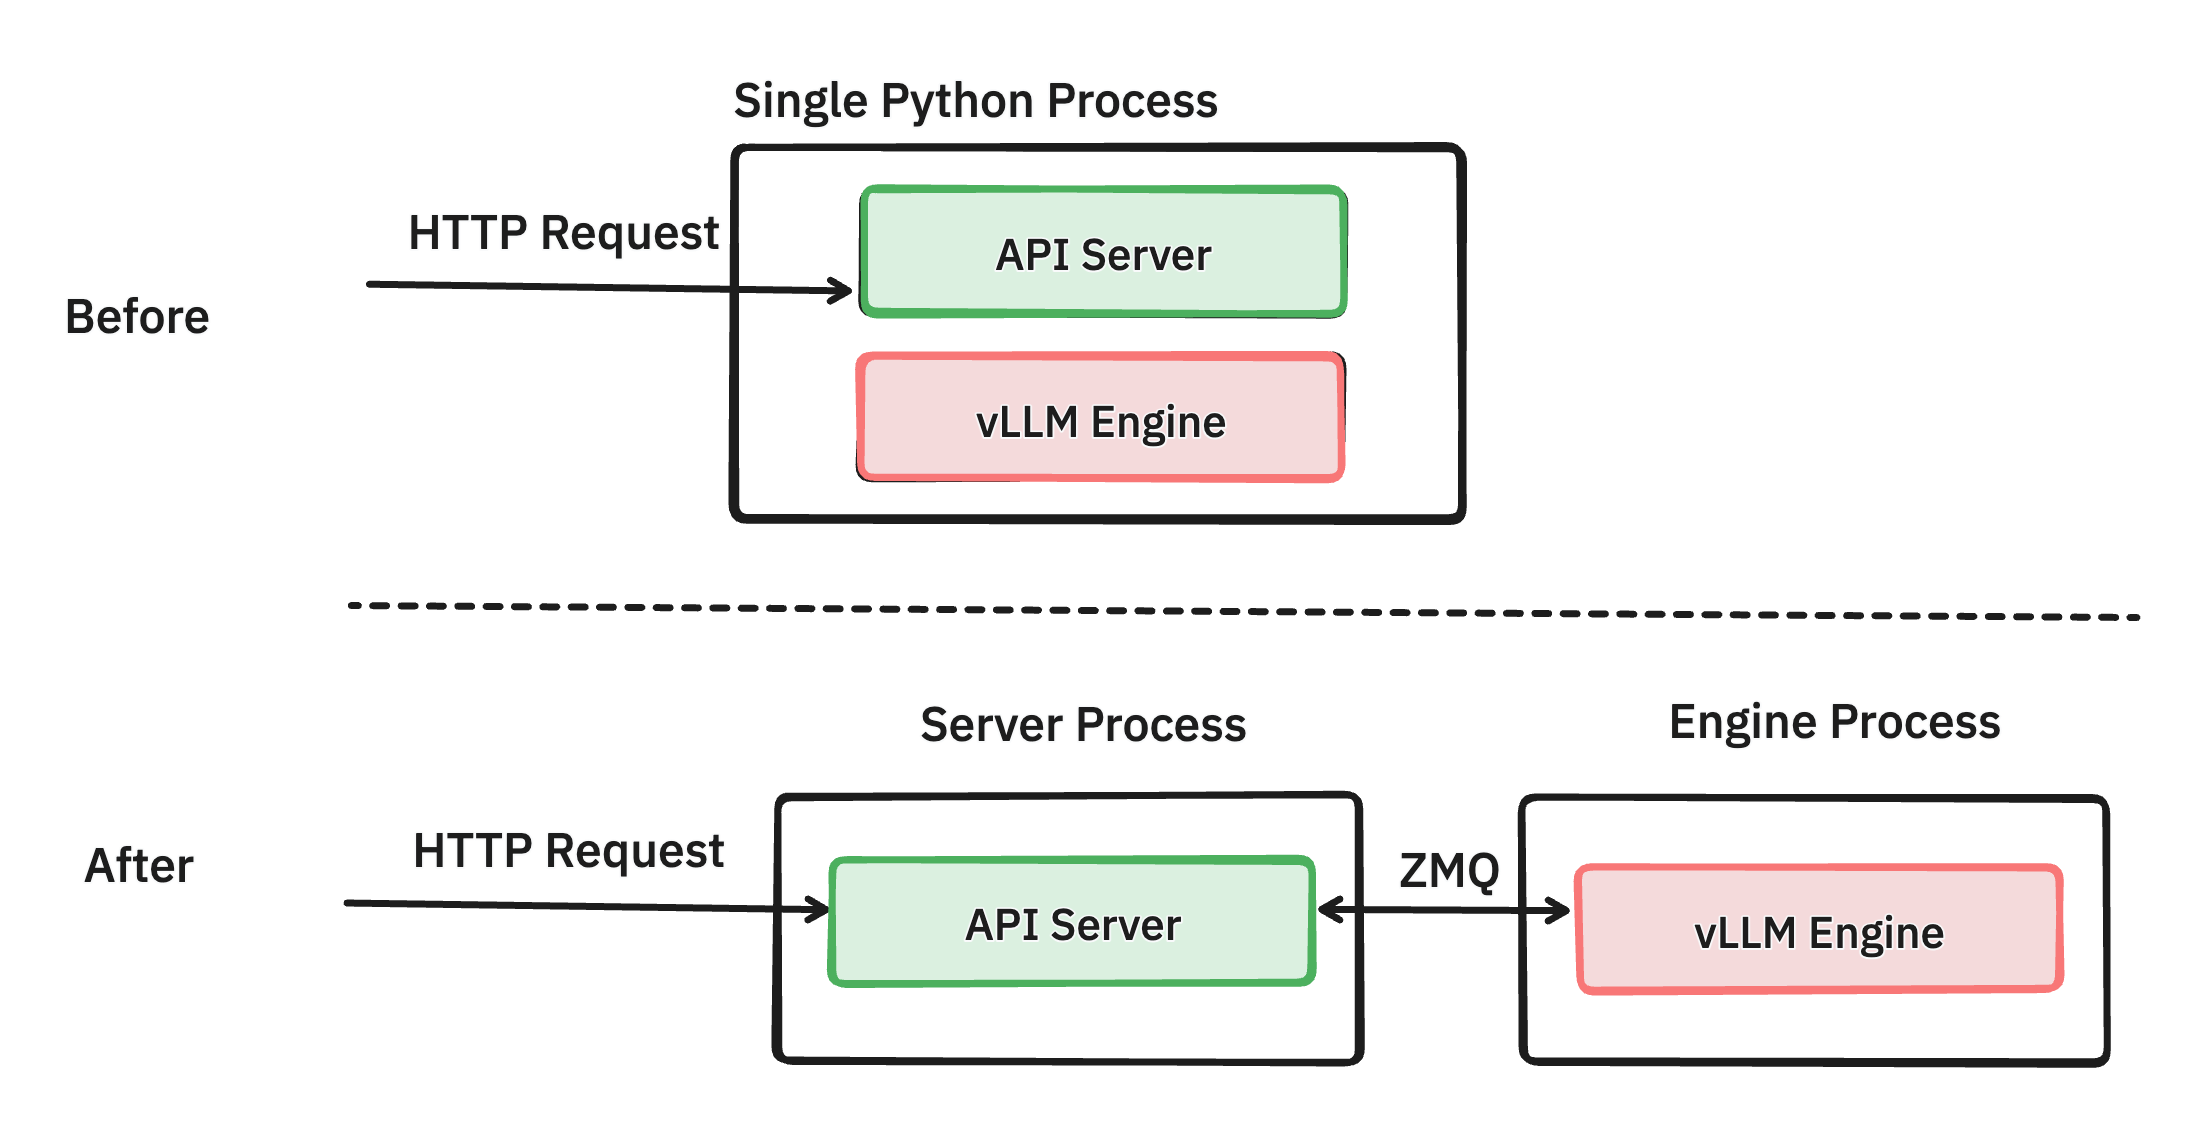 Single Python Process
HTTP Request
API Server
Before
vLLM Engine
Server Process
Engine Process
HTTP Request
After
ZMQ
API Server
vLLM Engine